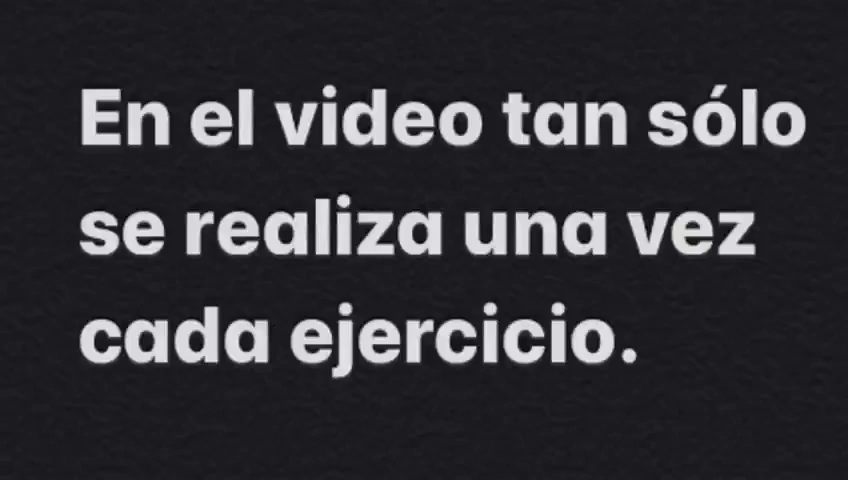 En el video tan sólo
se realiza una vez
cada ejercicio.